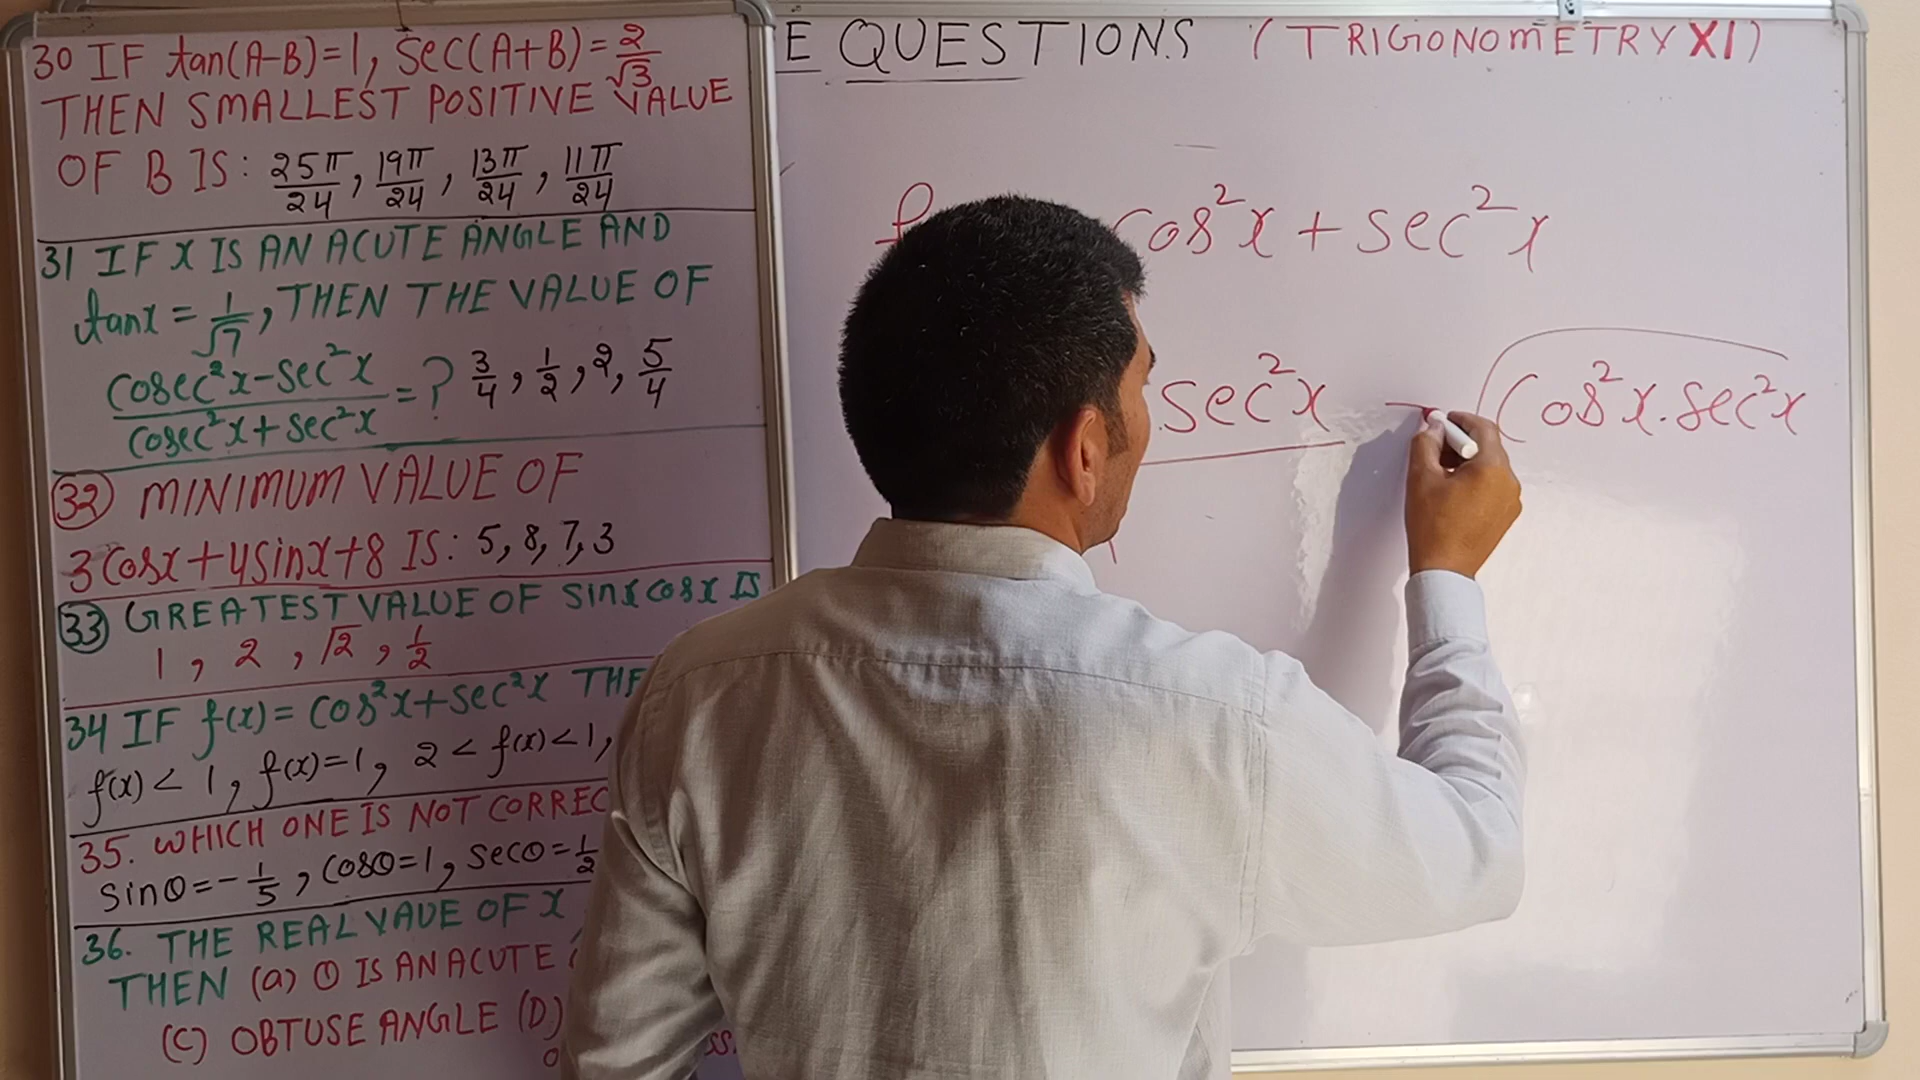 30 IF tan(A-B)=1, sec(A+B)=2/√3
THEN SMALLEST POSITIVE VALUE
OF B IS: 25π/24, 19π/24, 13π/24, 11π/24
31 IF X IS AN ACUTE ANGLE AND
tanx = 1/√7, THEN THE VALUE OF
(cosec²x-sec²x)/(cosec²x+sec²x) = ? 3/4, 1/2, 2, 5/4
32 MINIMUM VALUE OF
3cosx+4sinx+8 IS: 5, 8, 7, 3
33 GREATEST VALUE OF sinx cosx IS
1, 2, √2, 1/2
34 IF f(x)= cos²x+sec²x THE
f(x) < 1, f(x)=1, 2 < f(x)<1,
35. WHICH ONE IS NOT CORREC
sinθ=-1/5, cosθ=1, secθ=1/2
36. THE REAL VAUE OF X
THEN (a) θ IS AN ACUTE
(C) OBTUSE ANGLE (D)
E QUESTIONS (TRIGONOMETRY XI)
f cos²x + sec²x
.sec²x - cos²x.sec²x